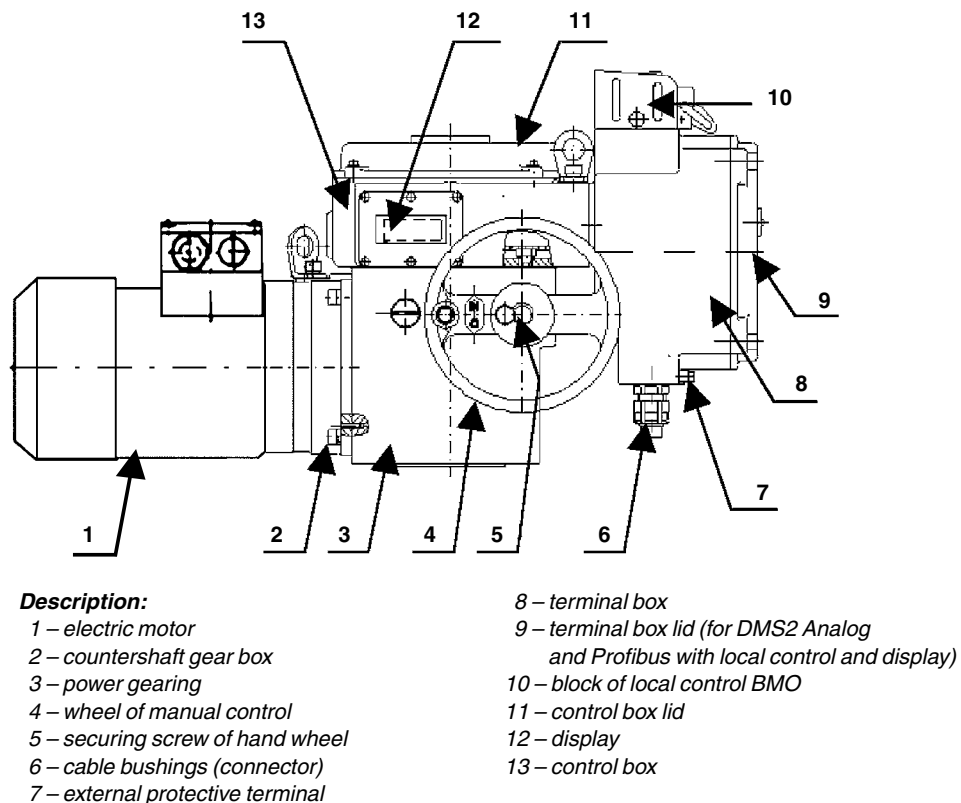 13
12
11
10
9
8
7
1
2
3
4
5
6
Description:
1 – electric motor
2 – countershaft gear box
3 – power gearing
4 – wheel of manual control
5 – securing screw of hand wheel
6 – cable bushings (connector)
7 – external protective terminal
8 – terminal box
9 – terminal box lid (for DMS2 Analog
and Profibus with local control and display)
10 – block of local control BMO
11 – control box lid
12 – display
13 – control box